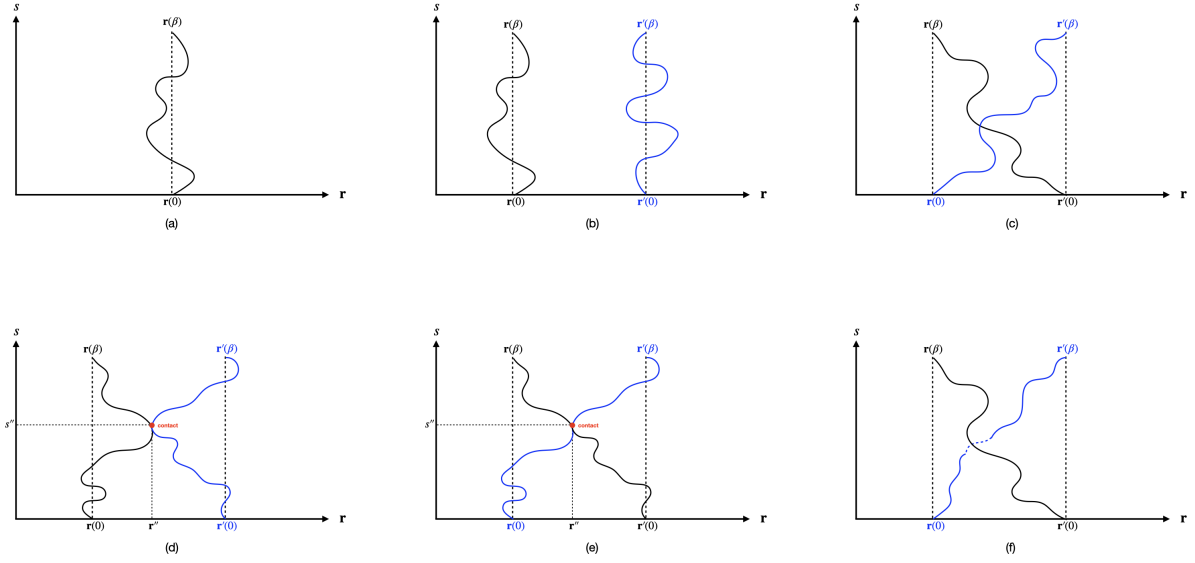 s
r(β)
r(0)
r
(a)
s
r(β)
r′(β)
r(0)
r′(0)
r
(b)
s
r(β)
r′(β)
r(0)
r′(0)
r
(c)
s
r(β)
r′(β)
s″
contact
r(0)
r″
r′(0)
r
(d)
s
r(β)
r′(β)
s″
contact
r(0)
r″
r′(0)
r
(e)
s
r(β)
r′(β)
r(0)
r′(0)
r
(f)